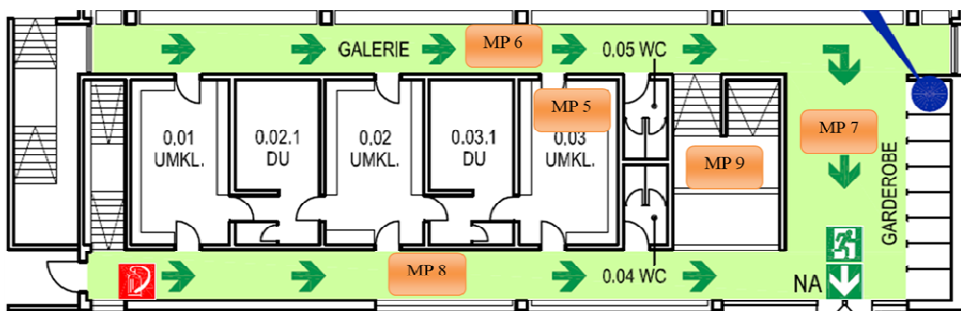 GALERIE
MP 6
0.05 WC
MP 5
MP 7
0.01
UMKL.
0.02.1
DU
0.02
UMKL.
0.03.1
DU
0.03
UMKL.
MP 9
GARDEROBE
MP 8
0.04 WC
NA